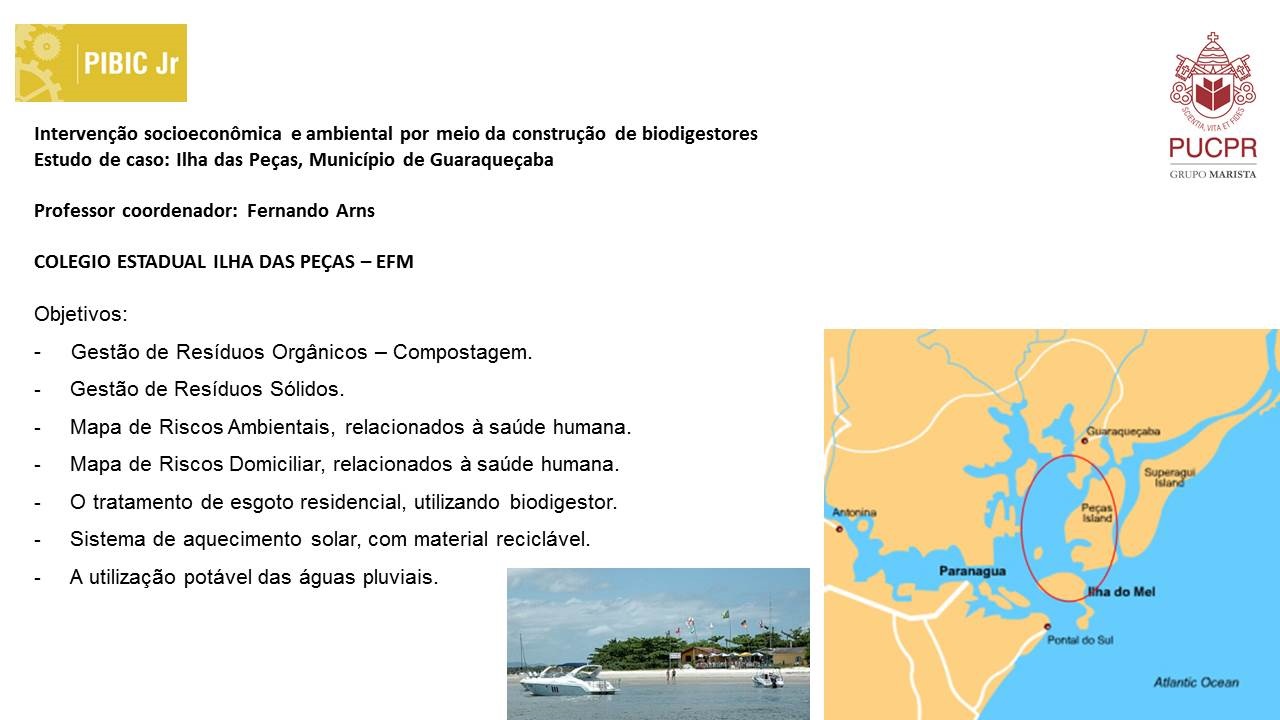 PIBIC Jr
SCIENTIA, VITA ET FIDES
PUCPR
GRUPO MARISTA
Intervenção socioeconômica e ambiental por meio da construção de biodigestores
Estudo de caso: Ilha das Peças, Município de Guaraqueçaba
Professor coordenador: Fernando Arns
COLEGIO ESTADUAL ILHA DAS PEÇAS – EFM
Objetivos:
- Gestão de Resíduos Orgânicos – Compostagem.
- Gestão de Resíduos Sólidos.
- Mapa de Riscos Ambientais, relacionados à saúde humana.
- Mapa de Riscos Domiciliar, relacionados à saúde humana.
- O tratamento de esgoto residencial, utilizando biodigestor.
- Sistema de aquecimento solar, com material reciclável.
- A utilização potável das águas pluviais.
Guaraqueçaba
Superagui
Island
Peças
Island
Antonina
Paranagua
Ilha do Mel
Pontal do Sul
Atlantic Ocean